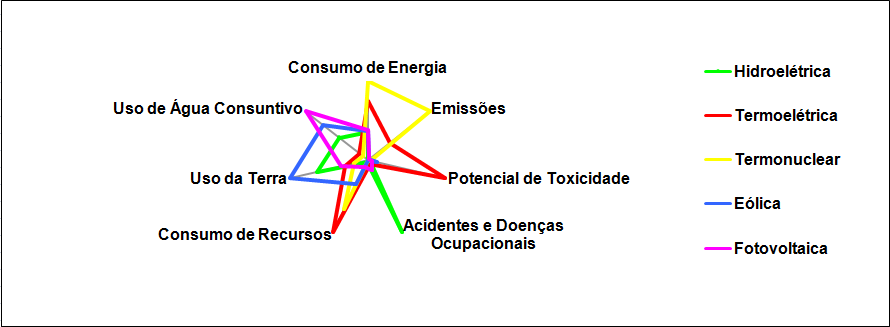 Consumo de Energia
Emissões
Potencial de Toxicidade
Acidentes e Doenças
Ocupacionais
Consumo de Recursos
Uso da Terra
Uso de Água Consuntivo
Hidroelétrica
Termoelétrica
Termonuclear
Eólica
Fotovoltaica